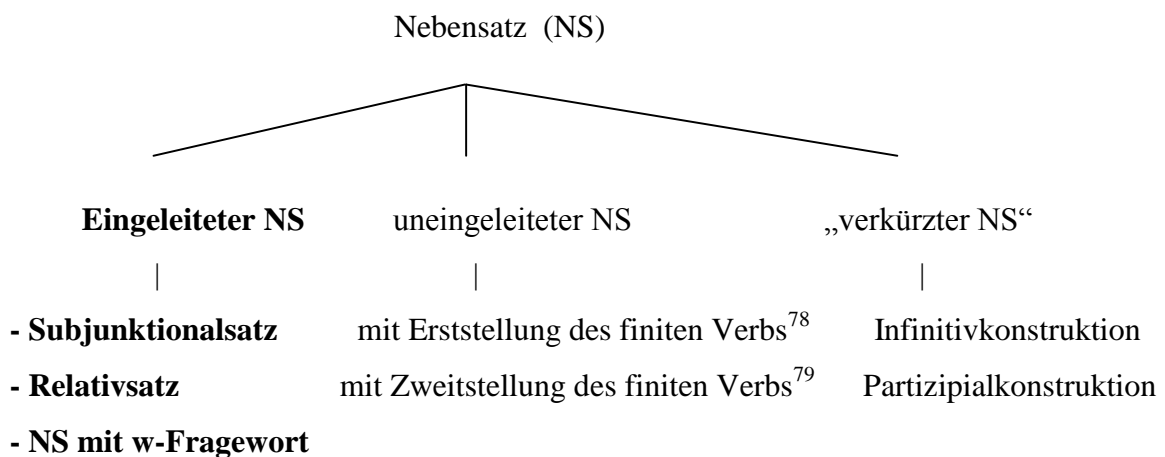 Nebensatz (NS)
Eingeleiteter NS uneingeleiteter NS „verkürzter NS“
| | |
- Subjunktionalsatz mit Erststellung des finiten Verbs78 Infinitivkonstruktion
- Relativsatz mit Zweitstellung des finiten Verbs79 Partizipialkonstruktion
- NS mit w-Fragewort